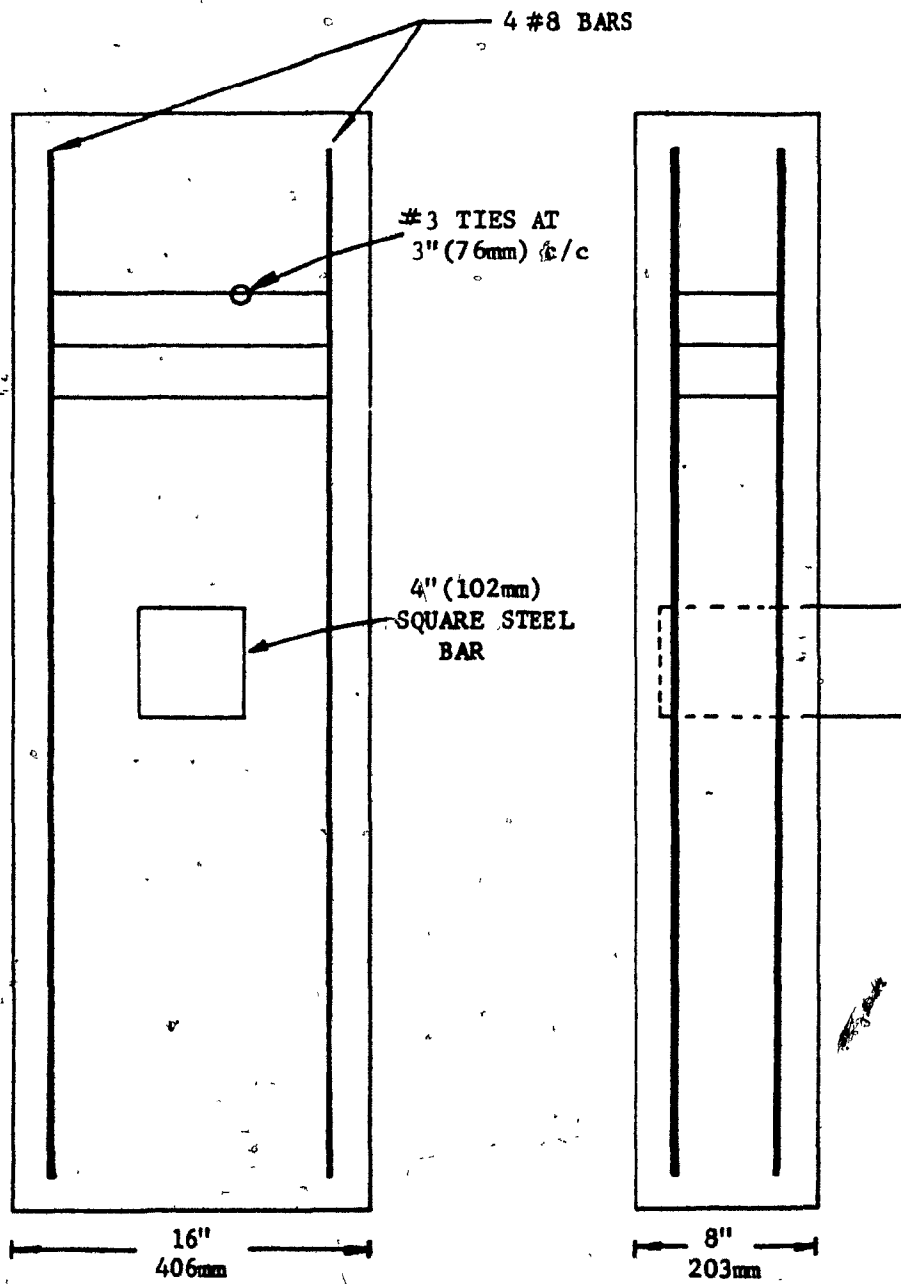 4 #8 BARS
#3 TIES AT
3"(76mm) c/c
4"(102mm)
SQUARE STEEL
BAR
16"
406mm
8"
203mm